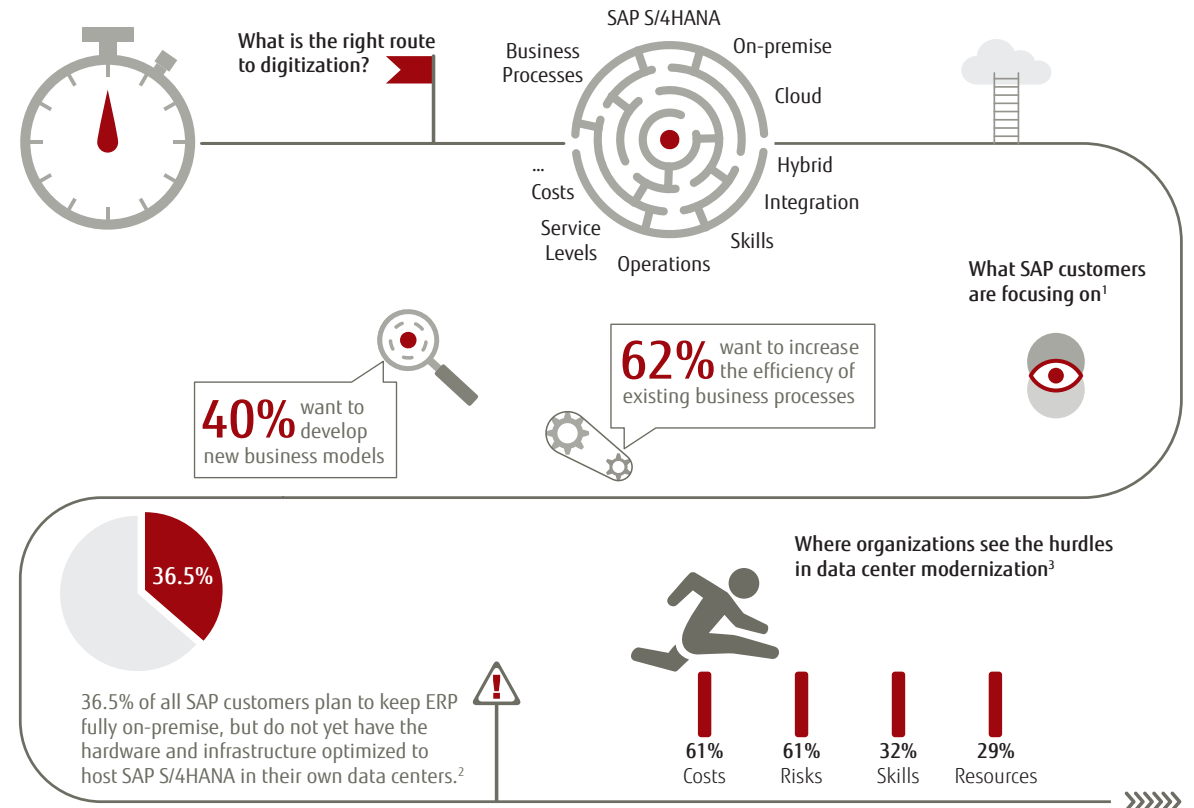 What is the right route
to digitization?
SAP S/4HANA
Business
Processes
On-premise
Cloud
Hybrid
Integration
Skills
Operations
Service
Levels
Costs
...
What SAP customers
are focusing on¹
62% want to increase
the efficiency of
existing business processes
40% want to
develop
new business models
36.5%
36.5% of all SAP customers plan to keep ERP
fully on-premise, but do not yet have the
hardware and infrastructure optimized to
host SAP S/4HANA in their own data centers.²
!
Where organizations see the hurdles
in data center modernization³
61%
Costs
61%
Risks
32%
Skills
29%
Resources